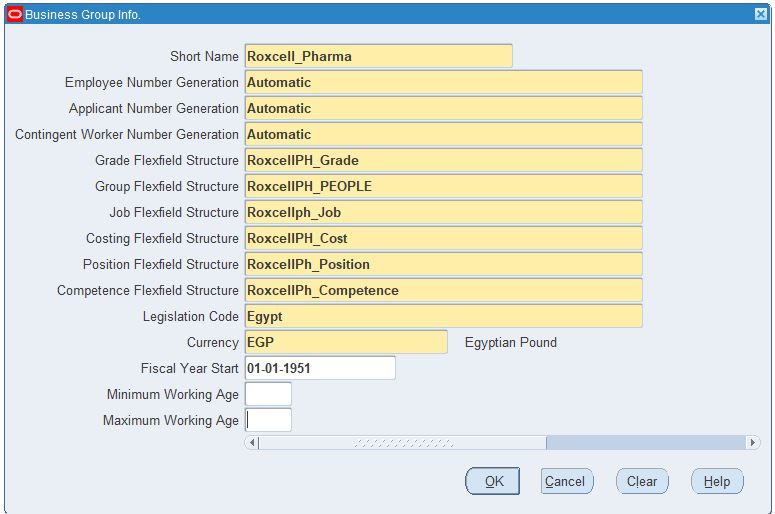 Business Group Info.
Short Name Roxcell_Pharma
Employee Number Generation Automatic
Applicant Number Generation Automatic
Contingent Worker Number Generation Automatic
Grade Flexfield Structure RoxcellPH_Grade
Group Flexfield Structure RoxcellPH_PEOPLE
Job Flexfield Structure Roxcellph_Job
Costing Flexfield Structure RoxcellPH_Cost
Position Flexfield Structure RoxcellPh_Position
Competence Flexfield Structure RoxcellPh_Competence
Legislation Code Egypt
Currency EGP Egyptian Pound
Fiscal Year Start 01-01-1951
Minimum Working Age
Maximum Working Age
OK Cancel Clear Help